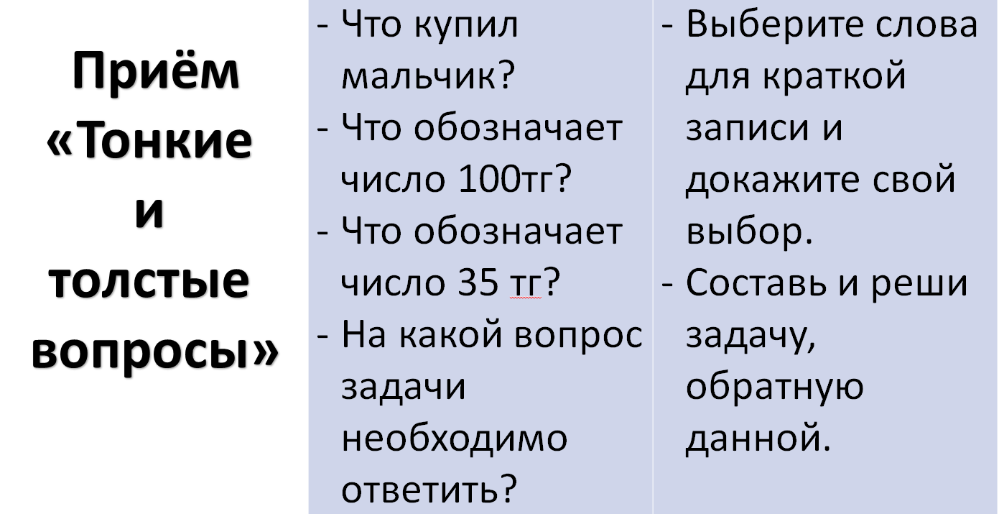 Приём
«Тонкие
и
толстые
вопросы»
- Что купил
мальчик?
- Что обозначает
число 100тг?
- Что обозначает
число 35 тг?
- На какой вопрос
задачи
необходимо
ответить?
- Выберите слова
для краткой
записи и
докажите свой
выбор.
- Составь и реши
задачу,
обратную
данной.